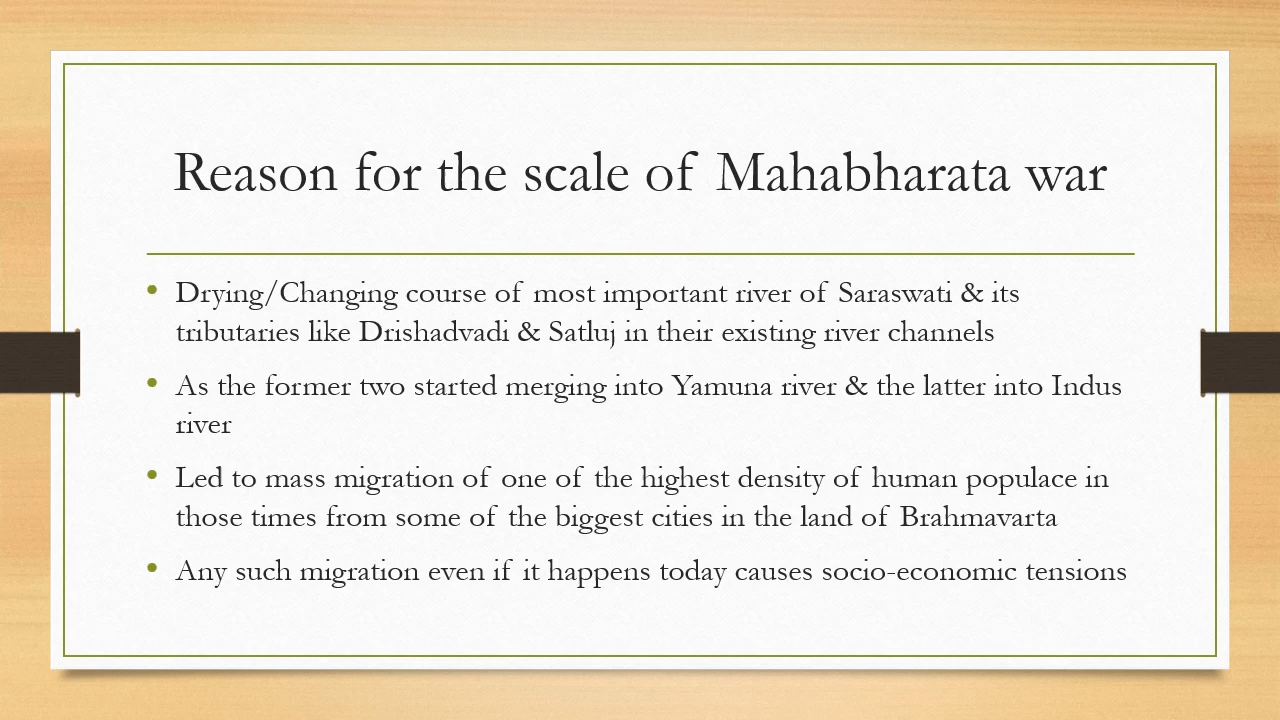 Reason for the scale of Mahabharata war
• Drying/Changing course of most important river of Saraswati & its
tributaries like Drishadvadi & Satluj in their existing river channels
• As the former two started merging into Yamuna river & the latter into Indus
river
• Led to mass migration of one of the highest density of human populace in
those times from some of the biggest cities in the land of Brahmavarta
• Any such migration even if it happens today causes socio-economic tensions